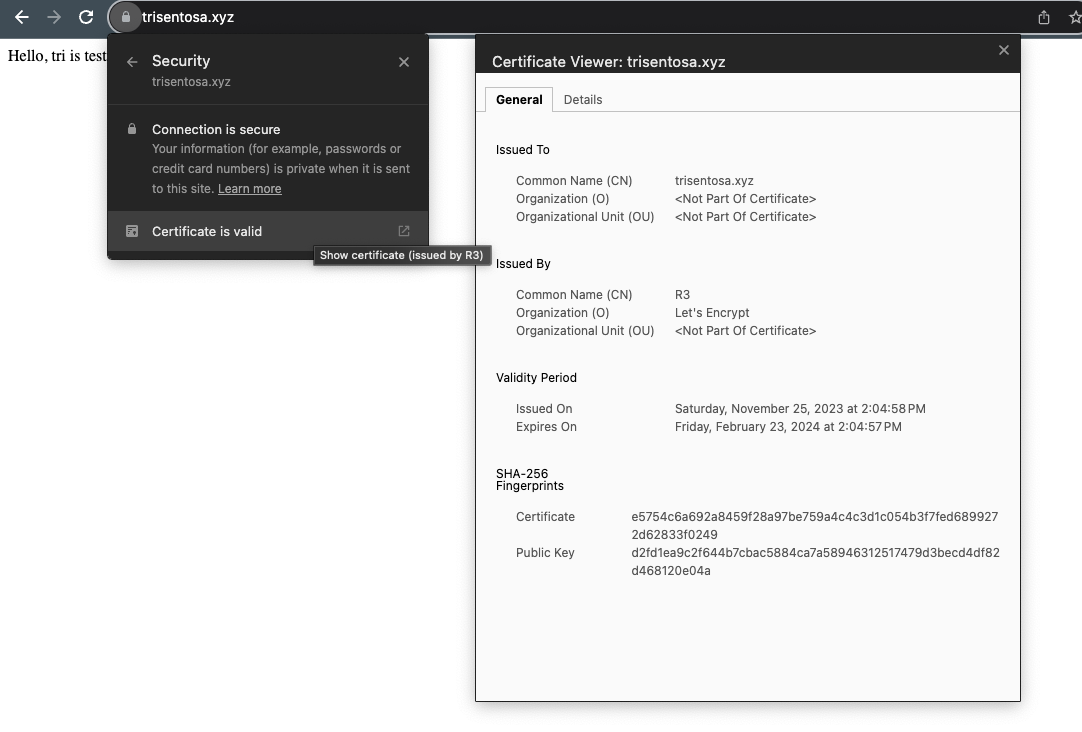 trisentosa.xyz
Hello, tri is test
Security
trisentosa.xyz
Connection is secure
Your information (for example, passwords or
credit card numbers) is private when it is sent
to this site. Learn more
Certificate is valid
Show certificate (issued by R3)
Certificate Viewer: trisentosa.xyz
General Details
Issued To
Common Name (CN) trisentosa.xyz
Organization (O) <Not Part Of Certificate>
Organizational Unit (OU) <Not Part Of Certificate>
Issued By
Common Name (CN) R3
Organization (O) Let's Encrypt
Organizational Unit (OU) <Not Part Of Certificate>
Validity Period
Issued On Saturday, November 25, 2023 at 2:04:58 PM
Expires On Friday, February 23, 2024 at 2:04:57 PM
SHA-256
Fingerprints
Certificate e5754c6a692a8459f28a97be759a4c4c3d1c054b3f7fed689927
2d62833f0249
Public Key d2fd1ea9c2f644b7cbac5884ca7a58946312517479d3becd4df82
d468120e04a